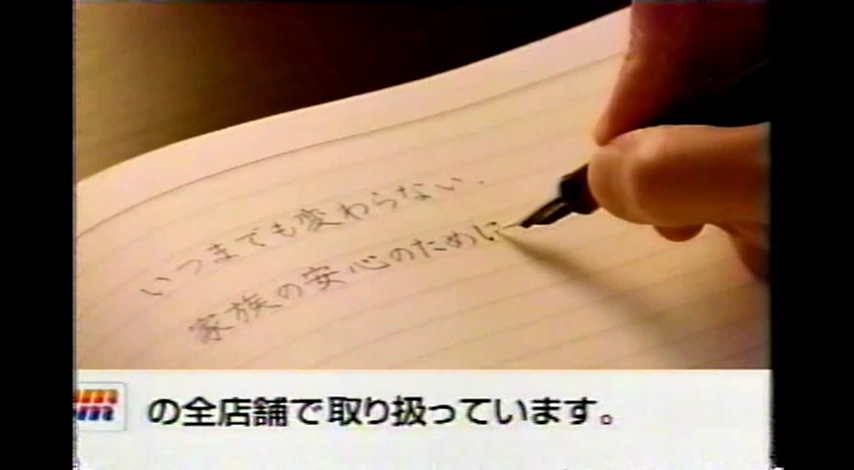 いつまでも変わらない、
家族の安心のために
の全店舗で取り扱っています。